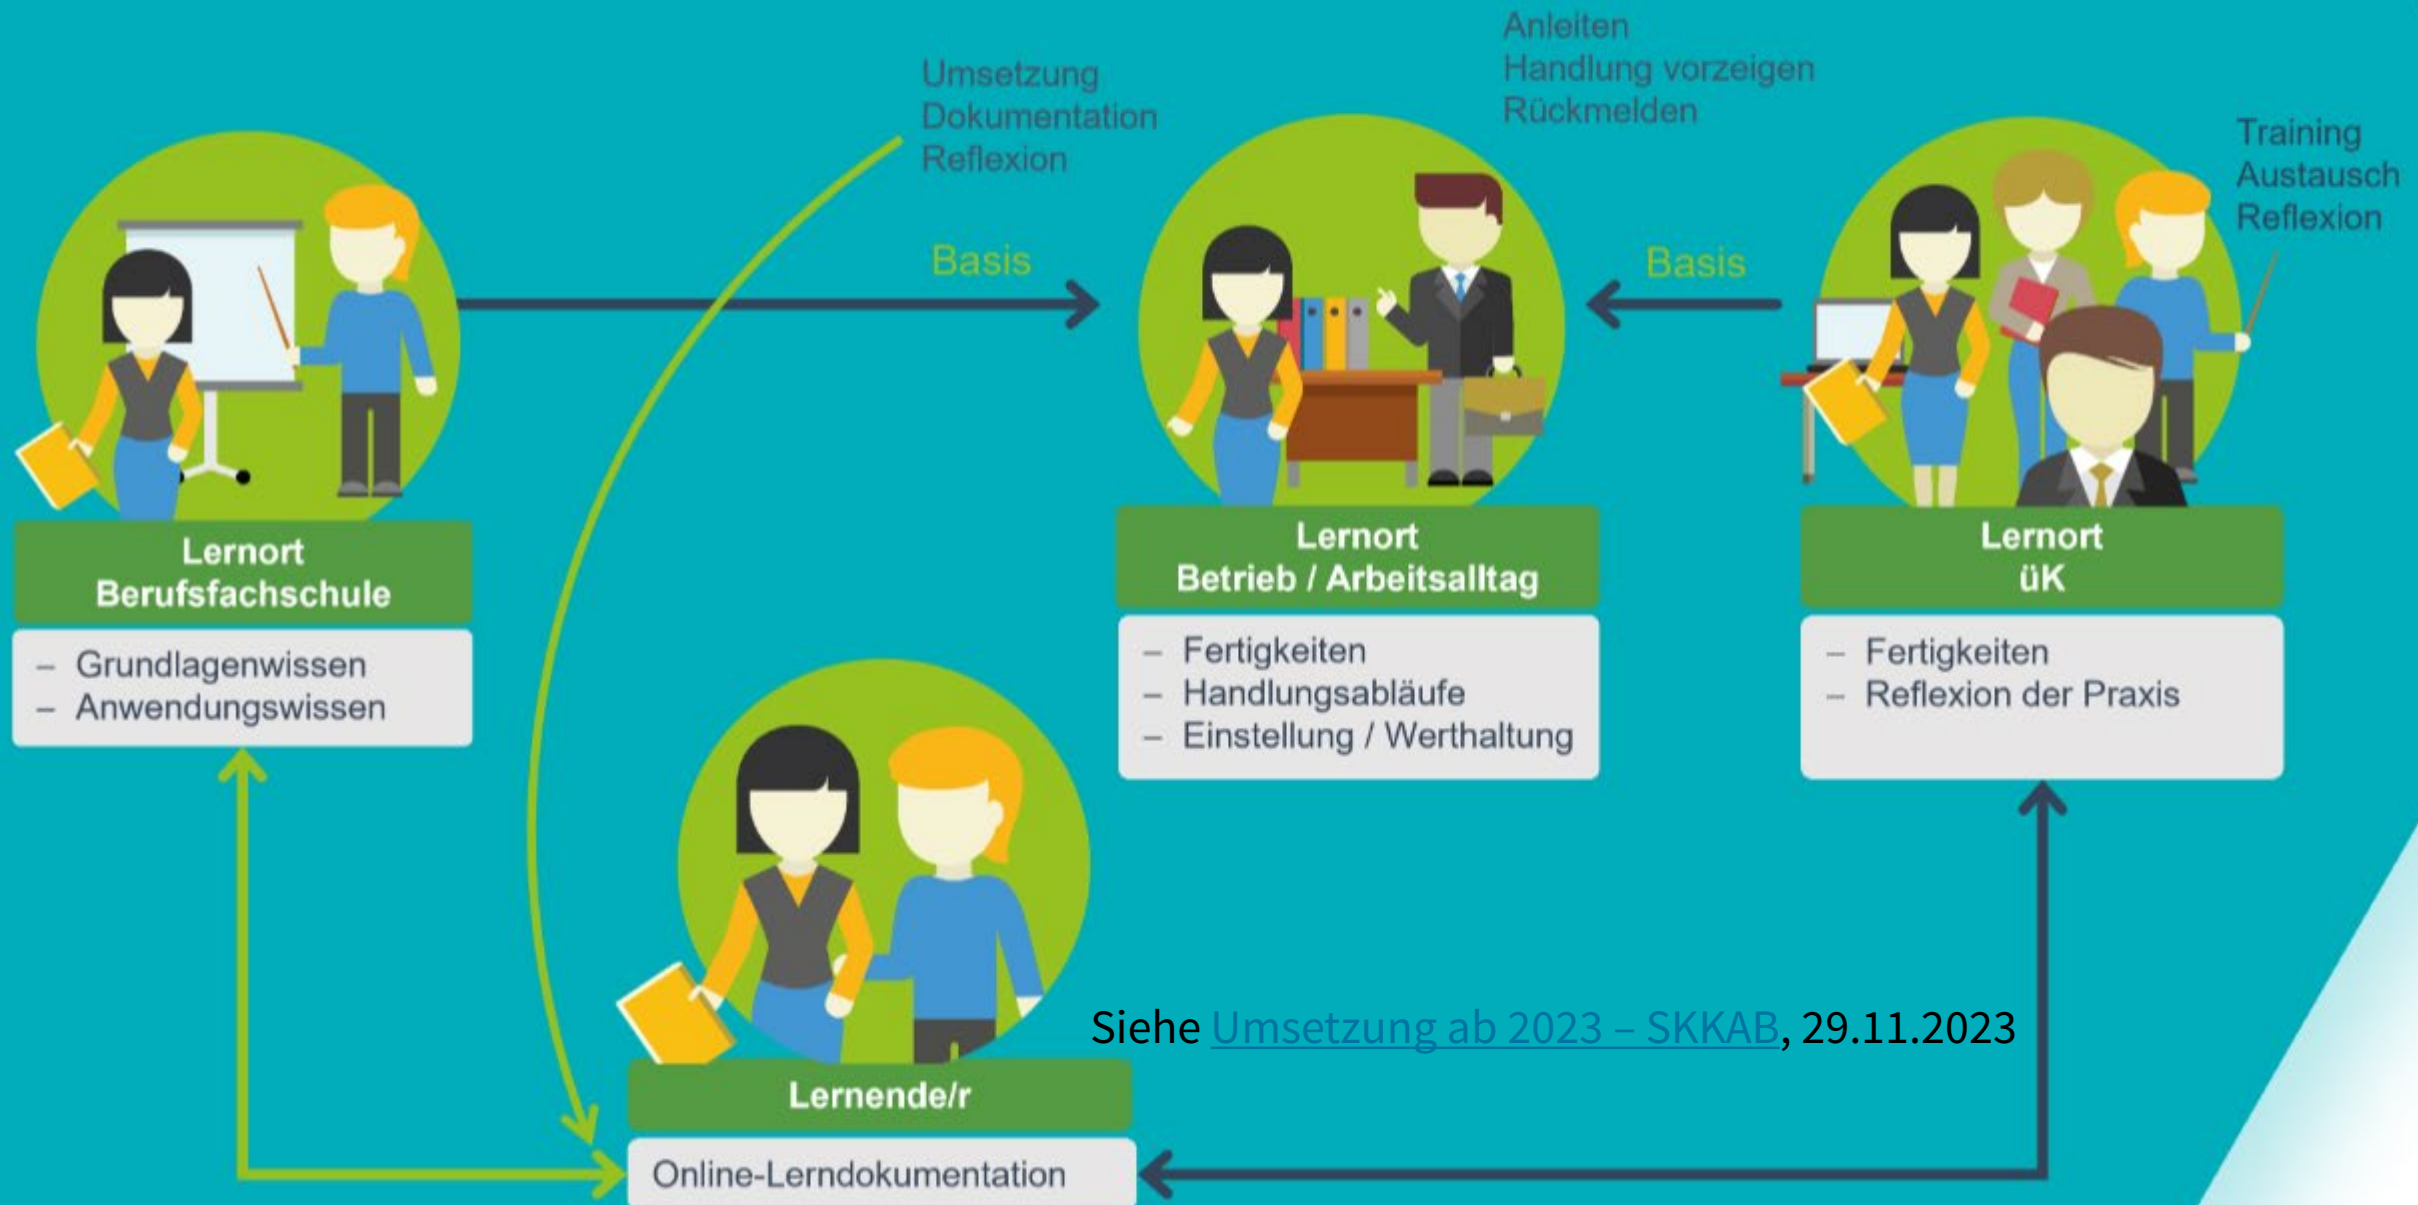 Anleiten
Handlung vorzeigen
Rückmelden
Umsetzung
Dokumentation
Reflexion
Training
Austausch
Reflexion
Basis
Basis
Lernort
Berufsfachschule
– Grundlagenwissen
– Anwendungswissen
Lernort
Betrieb / Arbeitsalltag
– Fertigkeiten
– Handlungsabläufe
– Einstellung / Werthaltung
Lernort
üK
– Fertigkeiten
– Reflexion der Praxis
Siehe Umsetzung ab 2023 – SKKAB, 29.11.2023
Lernende/r
Online-Lerndokumentation